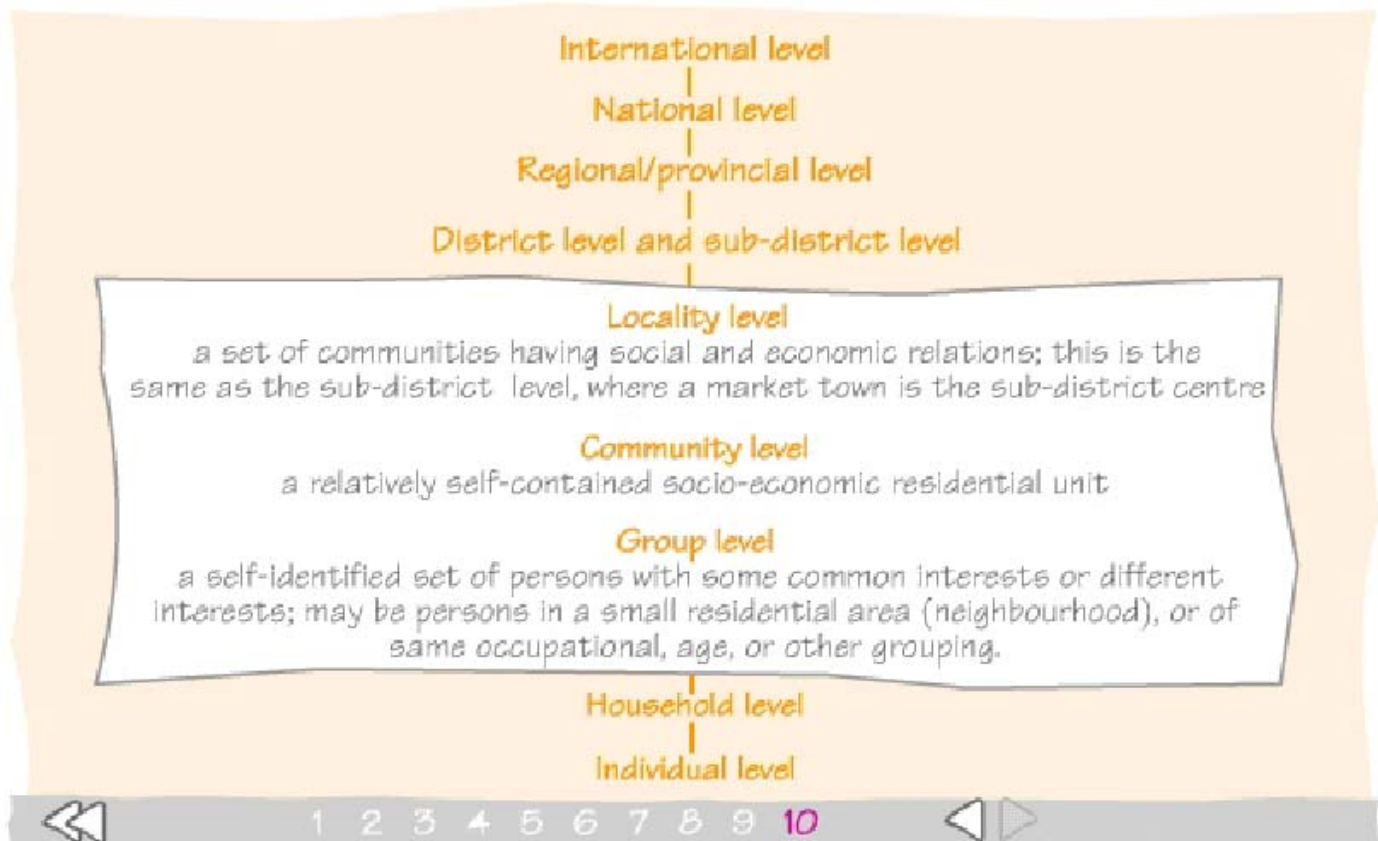 International level
National level
Regional/provincial level
District level and sub-district level
Locality level
a set of communities having social and economic relations; this is the
same as the sub-district level, where a market town is the sub-district centre
Community level
a relatively self-contained socio-economic residential unit
Group level
a self-identified set of persons with some common interests or different
interests; may be persons in a small residential area (neighbourhood), or of
same occupational, age, or other grouping.
Household level
Individual level
1 2 3 4 5 6 7 8 9 10